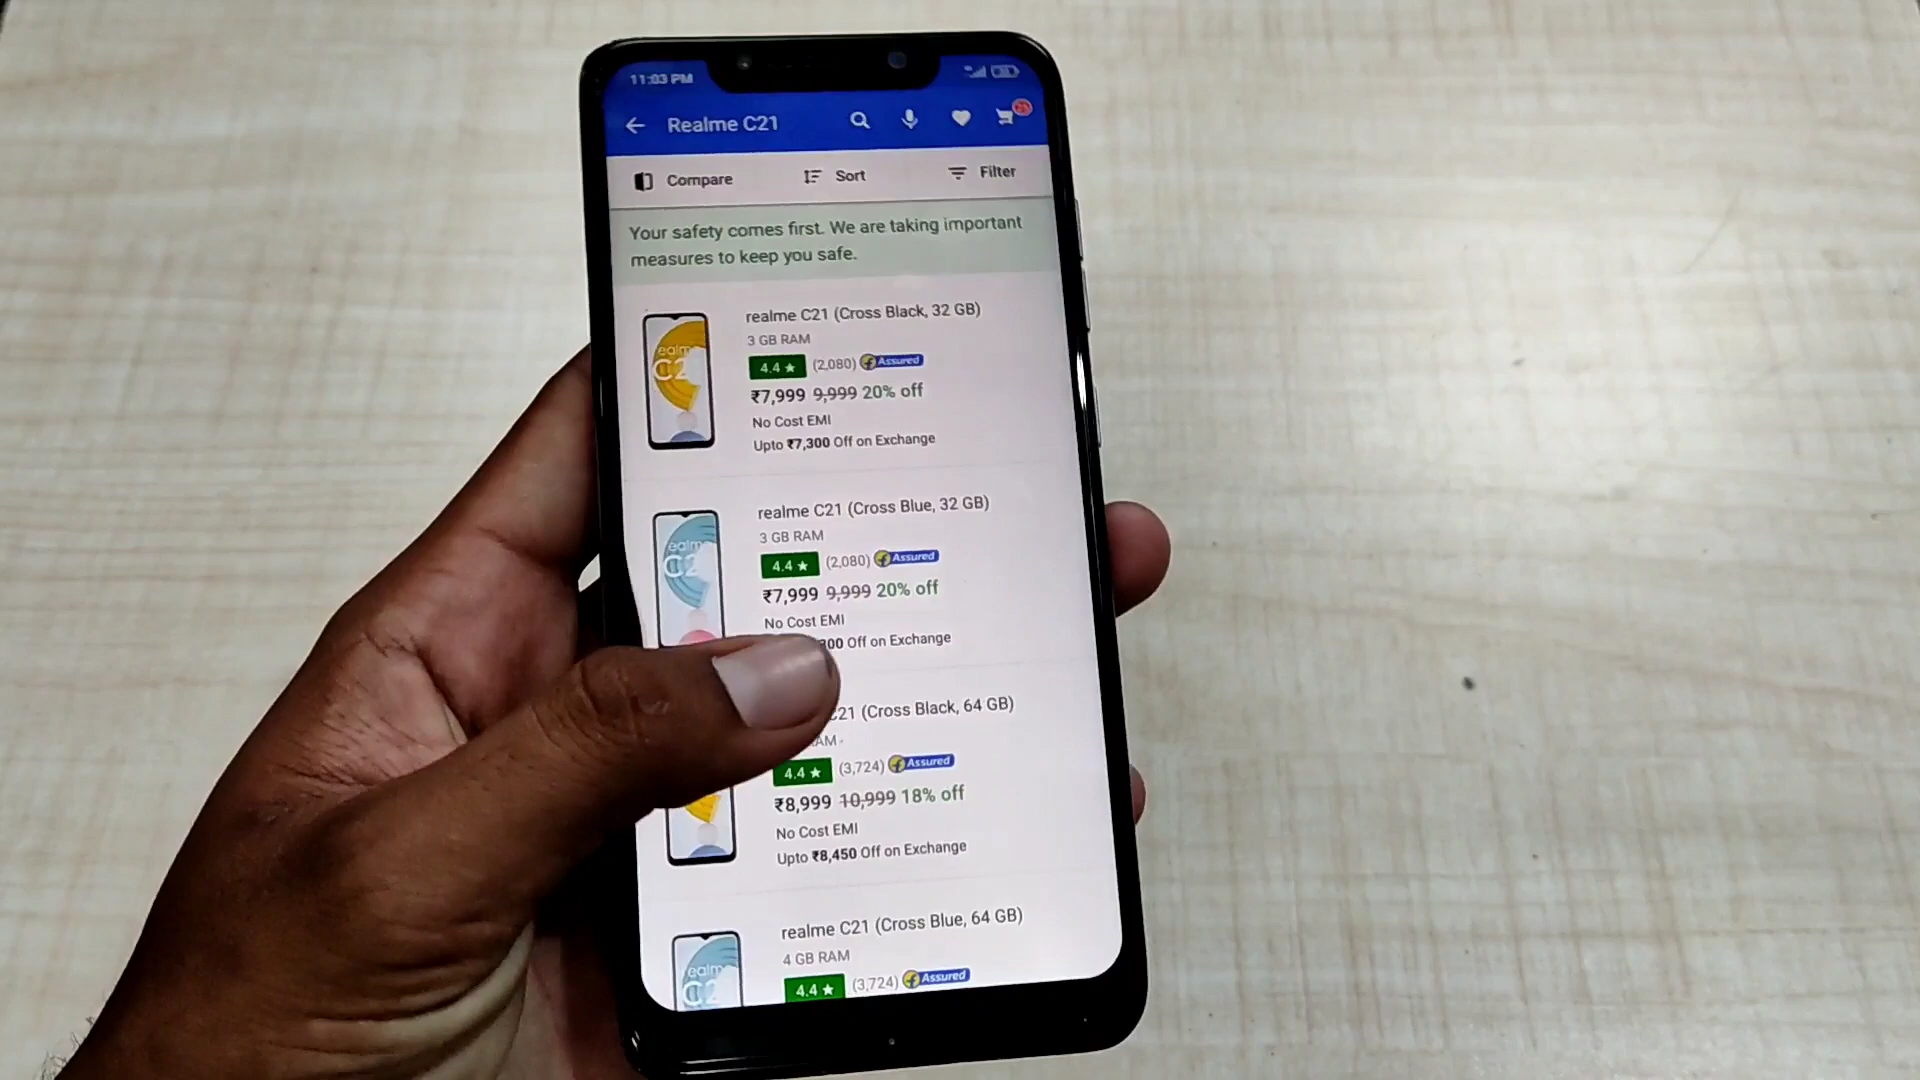 11:03 PM
Realme C21
Compare
Sort
Filter
Your safety comes first. We are taking important
measures to keep you safe.
realme C21 (Cross Black, 32 GB)
3 GB RAM
4.4 ★ (2,080) Assured
₹7,999 9,999 20% off
No Cost EMI
Upto ₹7,300 Off on Exchange
realme C21 (Cross Blue, 32 GB)
3 GB RAM
4.4 ★ (2,080) Assured
₹7,999 9,999 20% off
No Cost EMI
300 Off on Exchange
C21 (Cross Black, 64 GB)
RAM
4.4 ★ (3,724) Assured
₹8,999 10,999 18% off
No Cost EMI
Upto ₹8,450 Off on Exchange
realme C21 (Cross Blue, 64 GB)
4 GB RAM
4.4 ★ (3,724) Assured